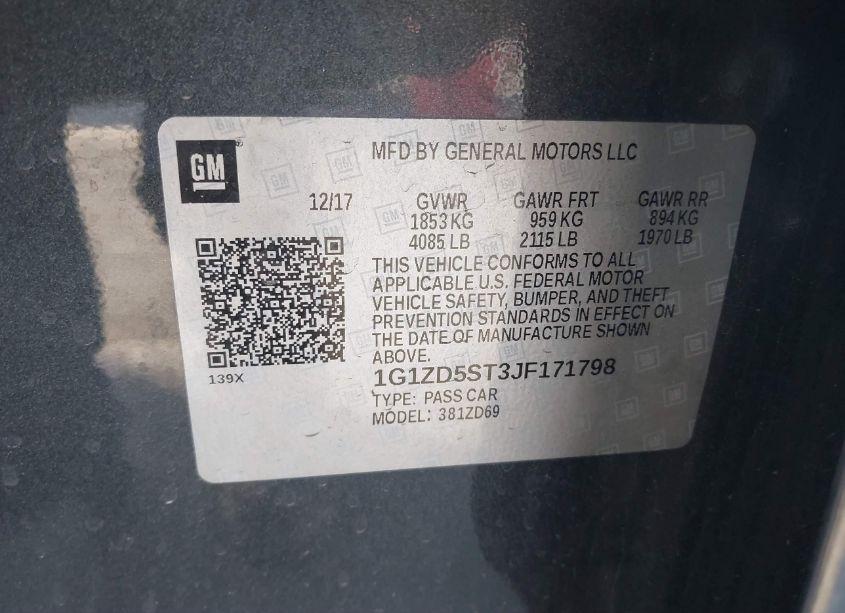 GM
MFD BY GENERAL MOTORS LLC
12/17
GVWR GAWR FRT GAWR RR
1853 KG 959 KG 894 KG
4085 LB 2115 LB 1970 LB
THIS VEHICLE CONFORMS TO ALL
APPLICABLE U.S. FEDERAL MOTOR
VEHICLE SAFETY, BUMPER, AND THEFT
PREVENTION STANDARDS IN EFFECT ON
THE DATE OF MANUFACTURE SHOWN
ABOVE.
139X
1G1ZD5ST3JF171798
TYPE: PASS CAR
MODEL: 381ZD69